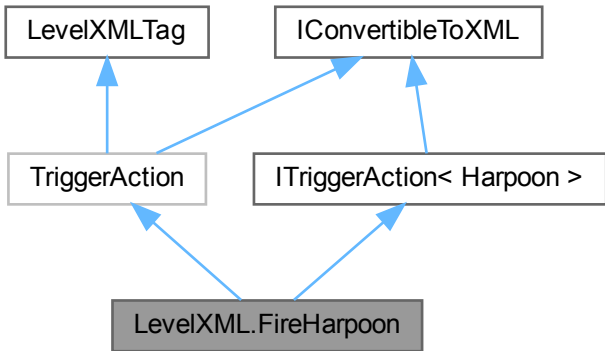 LevelXMLTag
IConvertibleToXML
TriggerAction
ITriggerAction< Harpoon >
LevelXML.FireHarpoon